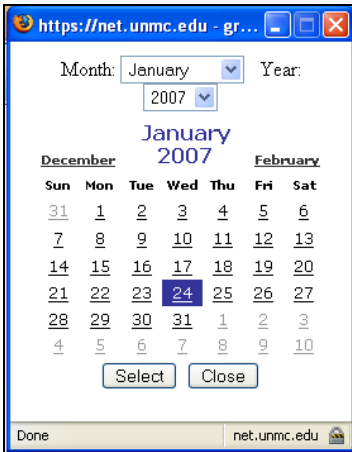 https://net.unmc.edu - gr...
Month: January Year:
2007
January
December 2007 February
Sun Mon Tue Wed Thu Fri Sat
31 1 2 3 4 5 6
7 8 9 10 11 12 13
14 15 16 17 18 19 20
21 22 23 24 25 26 27
28 29 30 31 1 2 3
4 5 6 7 8 9 10
Select Close
Done net.unmc.edu